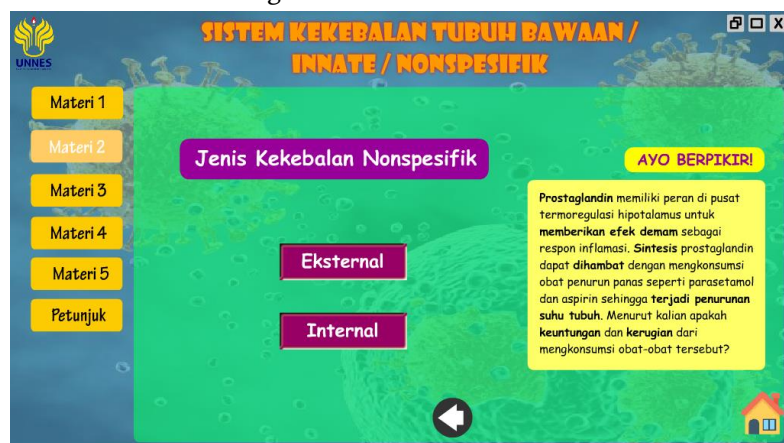 SISTEM KEKEBALAN TUBUH BAWAAN /
INNATE / NONSPESIFIK
UNNES
Materi 1
Materi 2
Materi 3
Materi 4
Materi 5
Petunjuk
Jenis Kekebalan Nonspesifik
Eksternal
Internal
AYO BERPIKIR!
Prostaglandin memiliki peran di pusat
termoregulasi hipotalamus untuk
memberikan efek demam sebagai
respon inflamasi. Sintesis prostaglandin
dapat dihambat dengan mengkonsumsi
obat penurun panas seperti parasetamol
dan aspirin sehingga terjadi penurunan
suhu tubuh. Menurut kalian apakah
keuntungan dan kerugian dari
mengkonsumsi obat-obat tersebut?